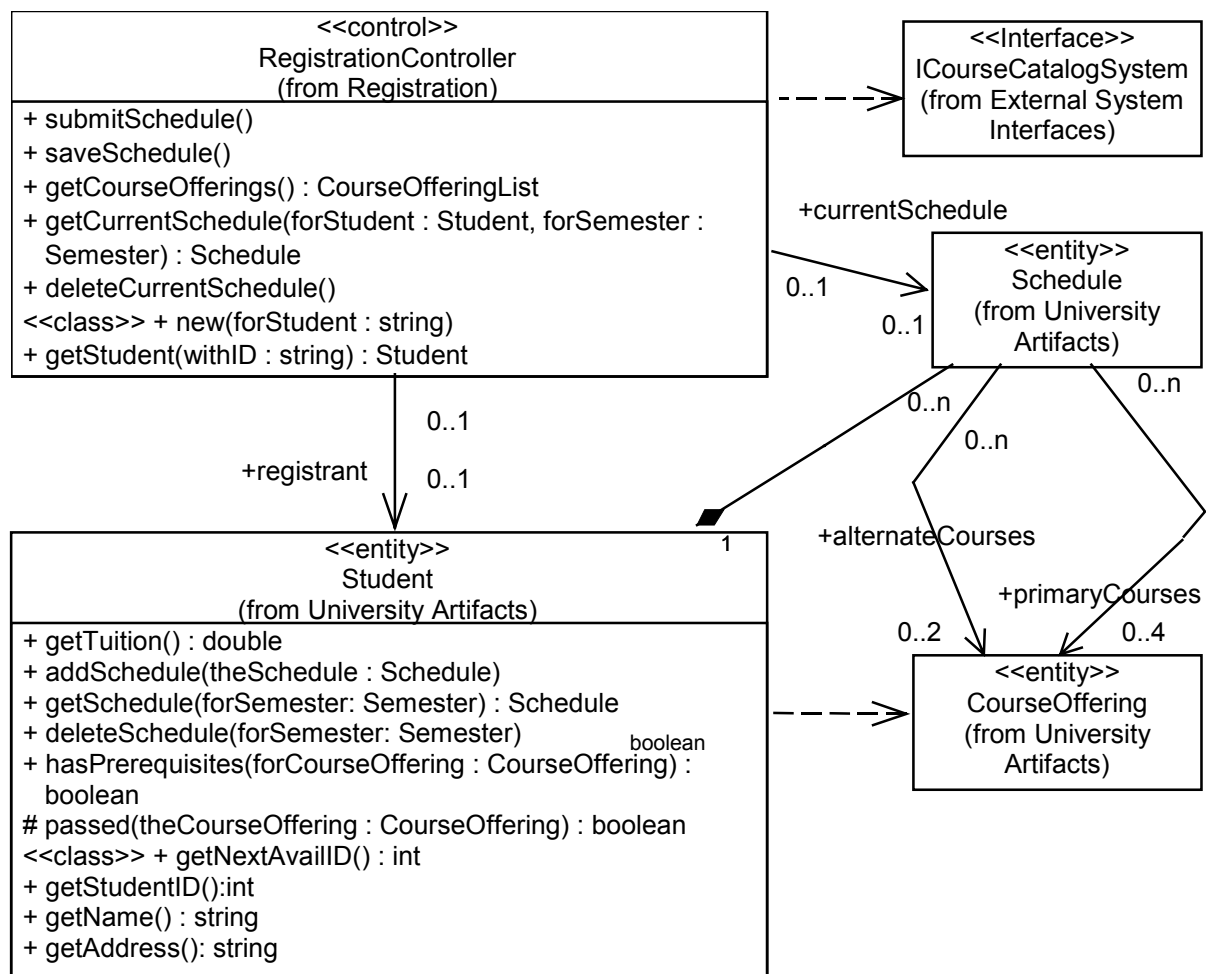 <<control>>
RegistrationController
(from Registration)
+ submitSchedule()
+ saveSchedule()
+ getCourseOfferings() : CourseOfferingList
+ getCurrentSchedule(forStudent : Student, forSemester :
Semester) : Schedule
+ deleteCurrentSchedule()
<<class>> + new(forStudent : string)
+ getStudent(withID : string) : Student
<<Interface>>
ICourseCatalogSystem
(from External System
Interfaces)
+currentSchedule
0..1
0..1
<<entity>>
Schedule
(from University
Artifacts)
0..n
0..n
0..n
0..1
+registrant
0..1
1
+alternateCourses
+primaryCourses
0..2
0..4
<<entity>>
Student
(from University Artifacts)
+ getTuition() : double
+ addSchedule(theSchedule : Schedule)
+ getSchedule(forSemester: Semester) : Schedule
+ deleteSchedule(forSemester: Semester)
boolean
+ hasPrerequisites(forCourseOffering : CourseOffering) :
boolean
# passed(theCourseOffering : CourseOffering) : boolean
<<class>> + getNextAvailID() : int
+ getStudentID():int
+ getName() : string
+ getAddress(): string
<<entity>>
CourseOffering
(from University
Artifacts)